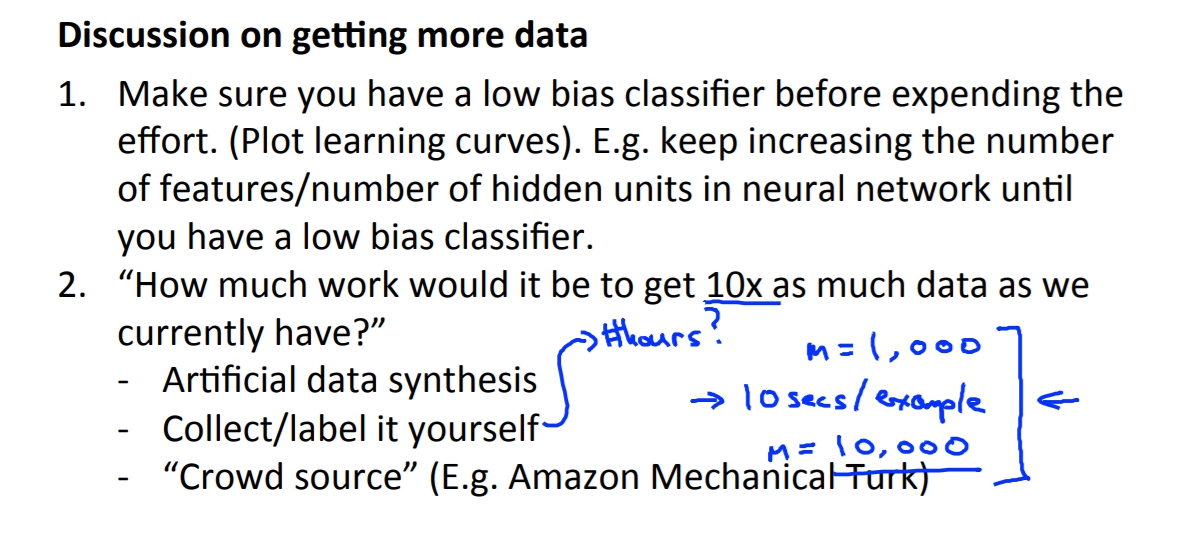 Discussion on getting more data
1. Make sure you have a low bias classifier before expending the
effort. (Plot learning curves). E.g. keep increasing the number
of features/number of hidden units in neural network until
you have a low bias classifier.
2. “How much work would it be to get 10x as much data as we
currently have?”
→ #hours?
m = 1,000
- Artificial data synthesis
→ 10 secs/example
- Collect/label it yourself
m = 10,000
- “Crowd source” (E.g. Amazon Mechanical Turk)